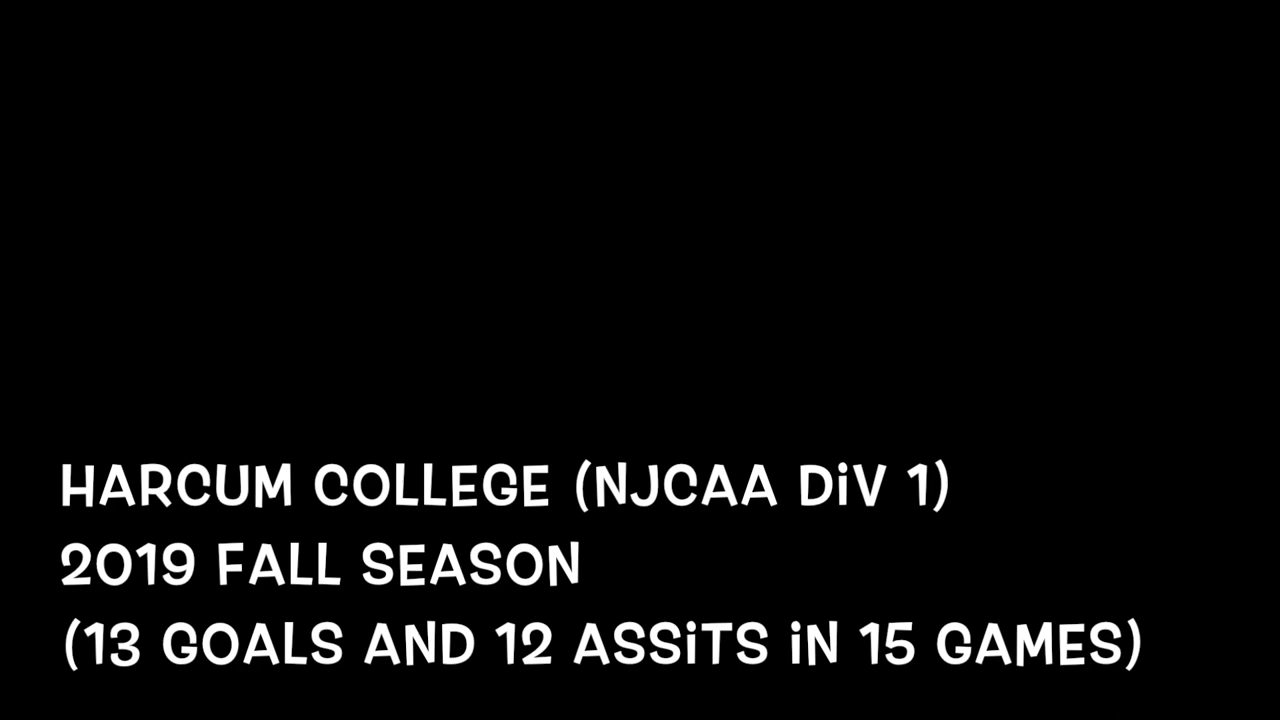 HARCUM COLLEGE (NJCAA DiV 1)
2019 FALL SEASON
(13 GOALS AND 12 ASSiTS iN 15 GAMES)